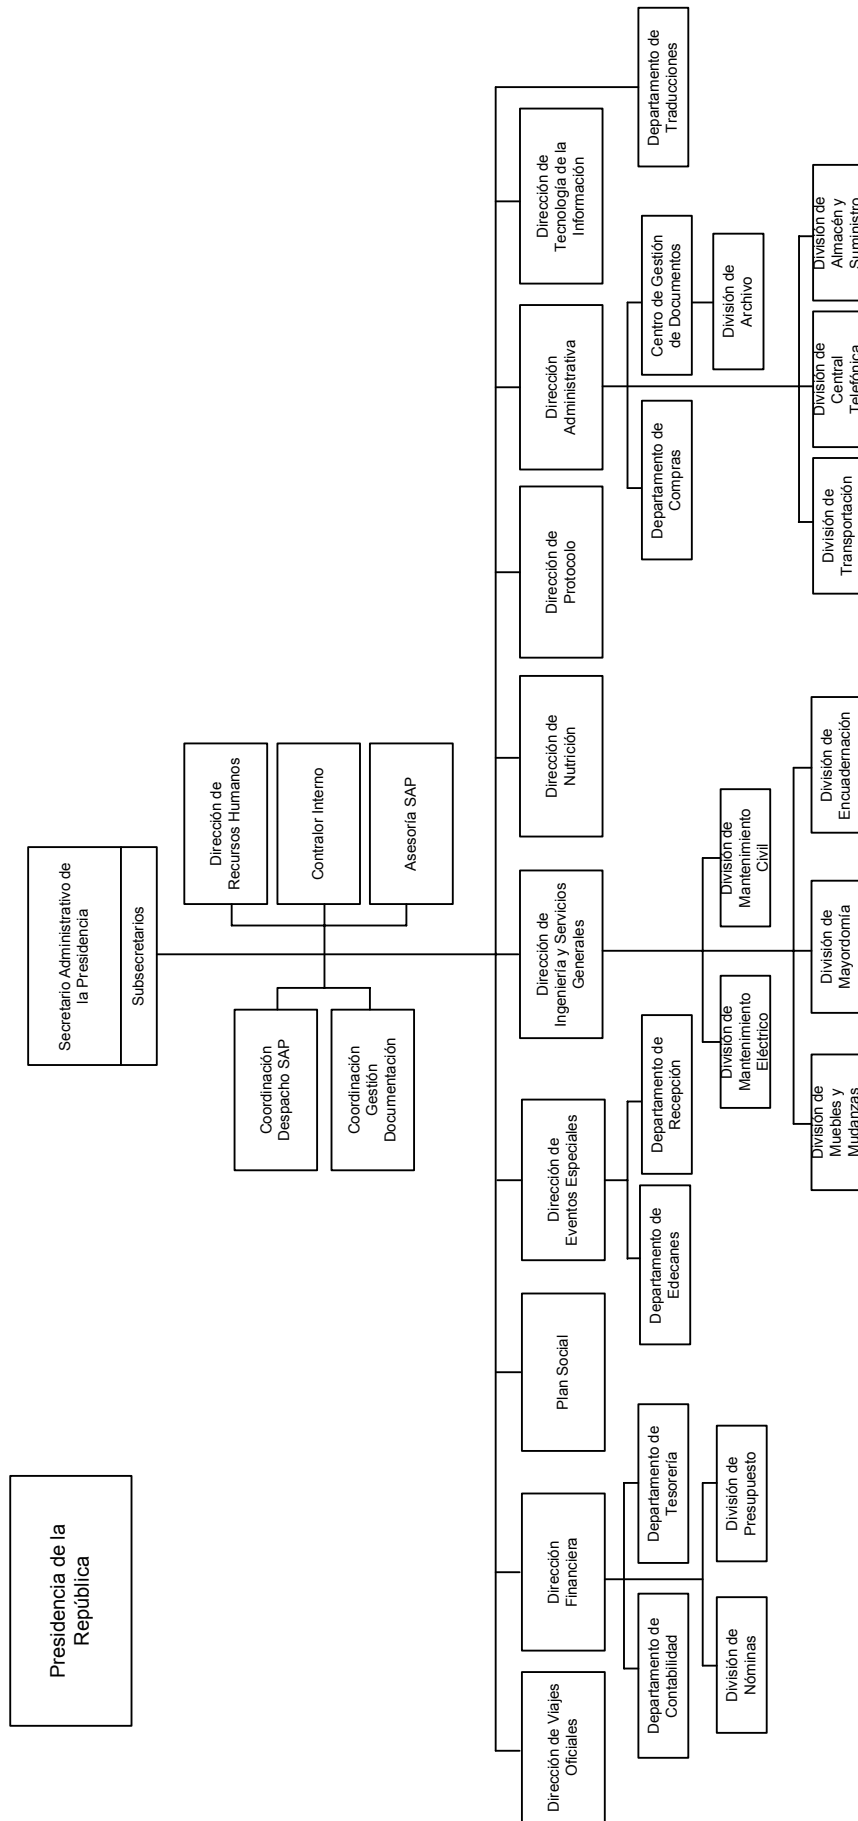 Presidencia de la
República
Secretario Administrativo de
la Presidencia
Subsecretarios
Coordinación
Despacho SAP
Coordinación
Gestión
Documentación
Dirección de
Recursos Humanos
Contralor Interno
Asesoría SAP
Dirección de Viajes
Oficiales
Dirección
Financiera
Plan Social
Dirección de
Eventos Especiales
Dirección de
Ingeniería y Servicios
Generales
Dirección de
Nutrición
Dirección de
Protocolo
Dirección
Administrativa
Dirección de
Tecnología de la
Información
Departamento de
Traducciones
Departamento de
Contabilidad
Departamento de
Tesorería
División de
Nóminas
División de
Presupuesto
Departamento de
Edecanes
Departamento de
Recepción
División de
Mantenimiento
Eléctrico
División de
Mantenimiento
Civil
División de
Muebles y
Mudanzas
División de
Mayordomía
División de
Encuadernación
Departamento de
Compras
Centro de Gestión
de Documentos
División de
Archivo
División de
Transportación
División de
Central
Telefónica
División de
Almacén y
Suministro